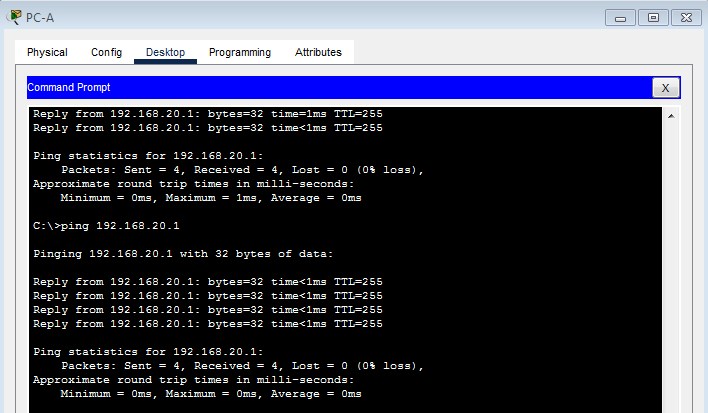 PC-A
Physical Config Desktop Programming Attributes
Command Prompt
X
Reply from 192.168.20.1: bytes=32 time=1ms TTL=255
Reply from 192.168.20.1: bytes=32 time<1ms TTL=255
Ping statistics for 192.168.20.1:
Packets: Sent = 4, Received = 4, Lost = 0 (0% loss),
Approximate round trip times in milli-seconds:
Minimum = 0ms, Maximum = 1ms, Average = 0ms
C:\>ping 192.168.20.1
Pinging 192.168.20.1 with 32 bytes of data:
Reply from 192.168.20.1: bytes=32 time<1ms TTL=255
Reply from 192.168.20.1: bytes=32 time<1ms TTL=255
Reply from 192.168.20.1: bytes=32 time<1ms TTL=255
Reply from 192.168.20.1: bytes=32 time<1ms TTL=255
Ping statistics for 192.168.20.1:
Packets: Sent = 4, Received = 4, Lost = 0 (0% loss),
Approximate round trip times in milli-seconds:
Minimum = 0ms, Maximum = 0ms, Average = 0ms